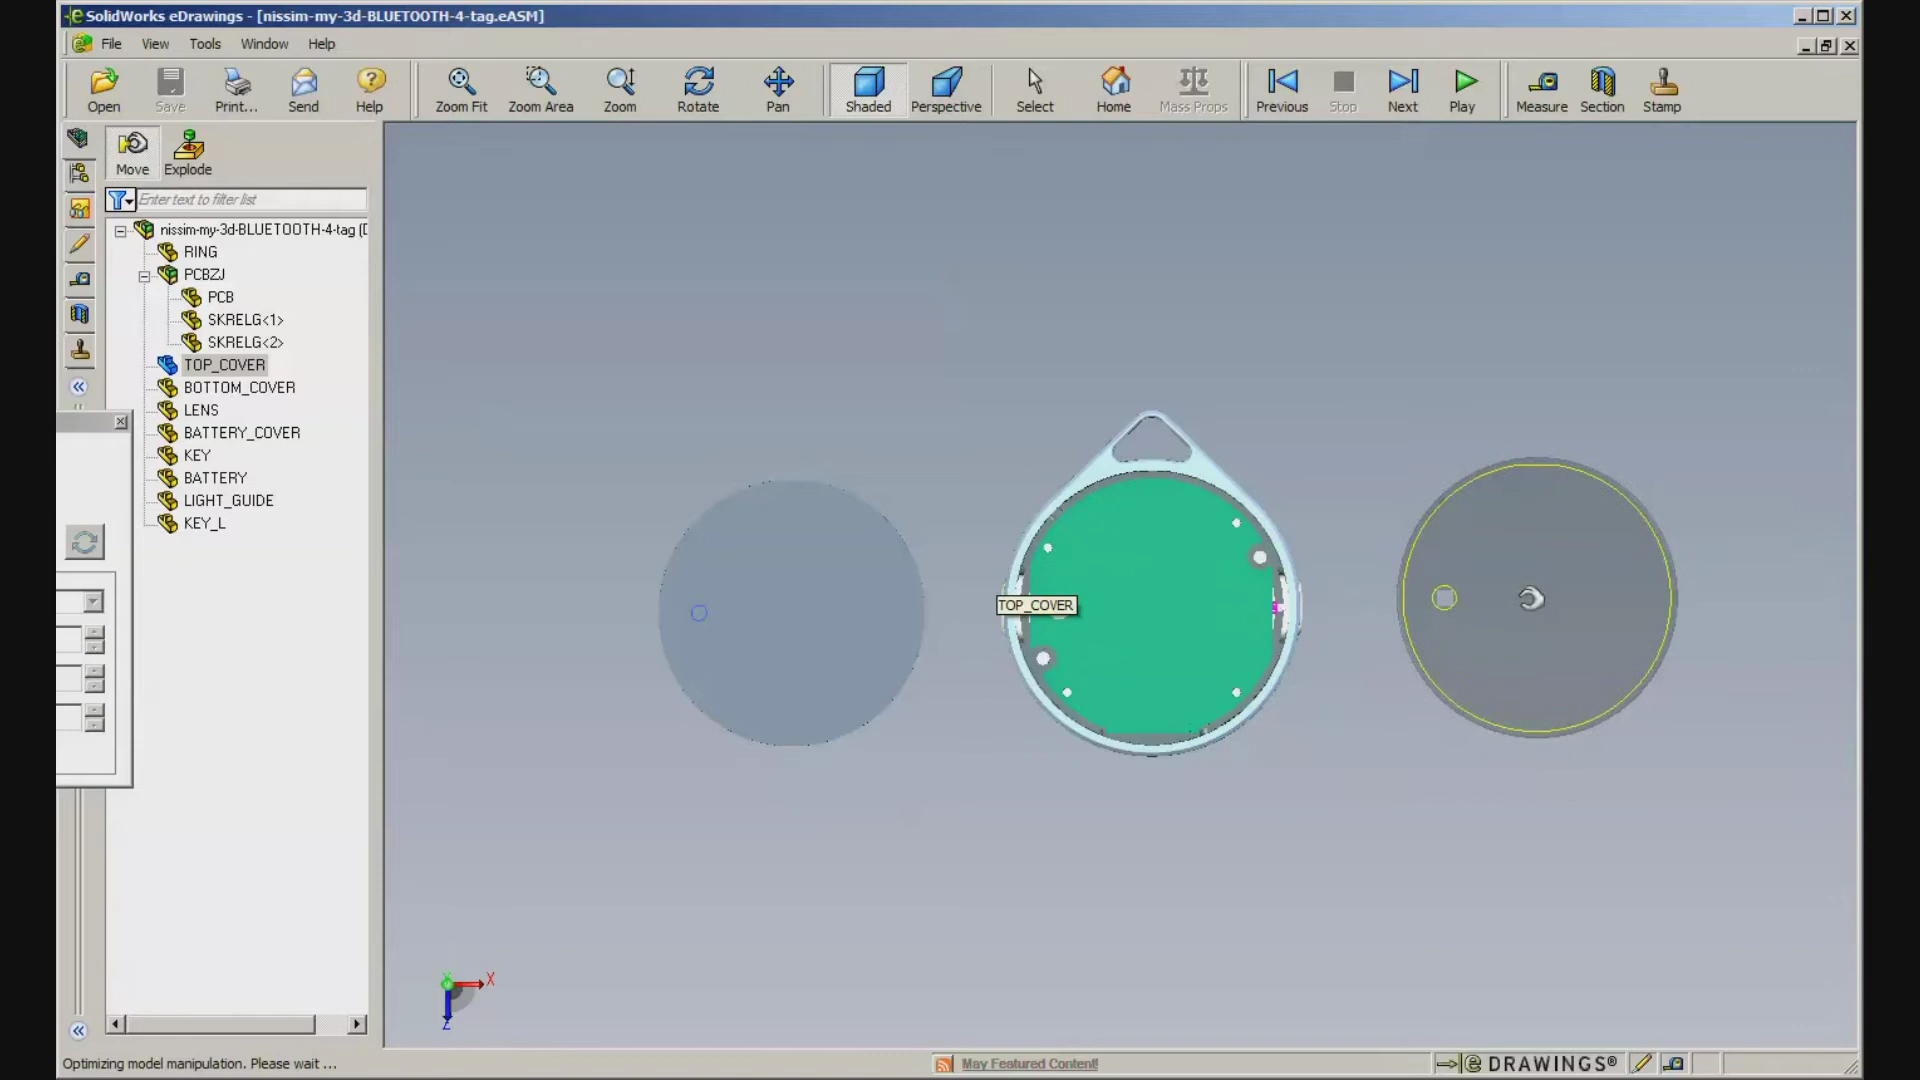 SolidWorks eDrawings - [nissim-my-3d-BLUETOOTH-4-tag.eASM]
File View Tools Window Help
Open Save Print... Send Help Zoom Fit Zoom Area Zoom Rotate Pan Shaded Perspective Select Home Mass Props Previous Stop Next Play Measure Section Stamp
Move Explode
Enter text to filter list
nissim-my-3d-BLUETOOTH-4-tag (D
RING
PCBZJ
PCB
SKRELG<1>
SKRELG<2>
TOP_COVER
BOTTOM_COVER
LENS
BATTERY_COVER
KEY
BATTERY
LIGHT_GUIDE
KEY_L
TOP_COVER
Y
X
Z
Optimizing model manipulation. Please wait ...
May Featured Content!
e DRAWINGS®